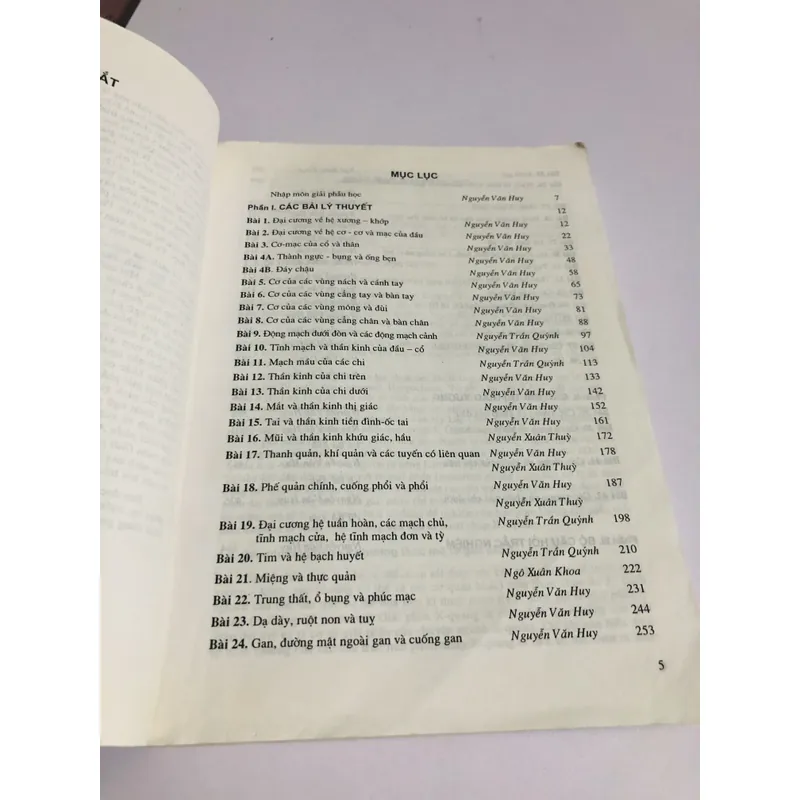 ẮT
MỤC LỤC
Nhập môn giải phẫu học Nguyễn Văn Huy 7
Phần I. CÁC BÀI LÝ THUYẾT 12
Bài 1. Đại cương về hệ xương – khớp Nguyễn Văn Huy 12
Bài 2. Đại cương về hệ cơ - cơ và mạc của đầu Nguyễn Văn Huy 22
Bài 3. Cơ-mạc của cổ và thân Nguyễn Văn Huy 33
Bài 4A. Thành ngực - bụng và ống bẹn Nguyễn Văn Huy 48
Bài 4B. Đáy chậu Nguyễn Văn Huy 58
Bài 5. Cơ của các vùng nách và cánh tay Nguyễn Văn Huy 65
Bài 6. Cơ của các vùng cẳng tay và bàn tay Nguyễn Văn Huy 73
Bài 7. Cơ của các vùng mông và đùi Nguyễn Văn Huy 81
Bài 8. Cơ của các vùng cẳng chân và bàn chân Nguyễn Văn Huy 88
Bài 9. Động mạch dưới đòn và các động mạch cảnh Nguyễn Trần Quỳnh 97
Bài 10. Tĩnh mạch và thần kinh của đầu – cổ Nguyễn Văn Huy 104
Bài 11. Mạch máu của các chi Nguyễn Trần Quỳnh 113
Bài 12. Thần kinh của chi trên Nguyễn Văn Huy 133
Bài 13. Thần kinh của chi dưới Nguyễn Văn Huy 142
Bài 14. Mắt và thần kinh thị giác Nguyễn Văn Huy 152
Bài 15. Tai và thần kinh tiền đình-ốc tai Nguyễn Văn Huy 161
Bài 16. Mũi và thần kinh khứu giác, hầu Nguyễn Xuân Thuỳ 172
Bài 17. Thanh quản, khí quản và các tuyến có liên quan Nguyễn Văn Huy 178
Nguyễn Xuân Thuỳ
Bài 18. Phế quản chính, cuống phổi và phổi Nguyễn Văn Huy 187
Nguyễn Xuân Thuỳ
Bài 19. Đại cương hệ tuần hoàn, các mạch chủ, Nguyễn Trần Quỳnh 198
tĩnh mạch cửa, hệ tĩnh mạch đơn và tỳ
Bài 20. Tim và hệ bạch huyết Nguyễn Trần Quỳnh 210
Bài 21. Miệng và thực quản Ngô Xuân Khoa 222
Bài 22. Trung thất, ổ bụng và phúc mạc Nguyễn Văn Huy 231
Bài 23. Dạ dày, ruột non và tuỵ Nguyễn Văn Huy 244
Bài 24. Gan, đường mật ngoài gan và cuống gan Nguyễn Văn Huy 253
5